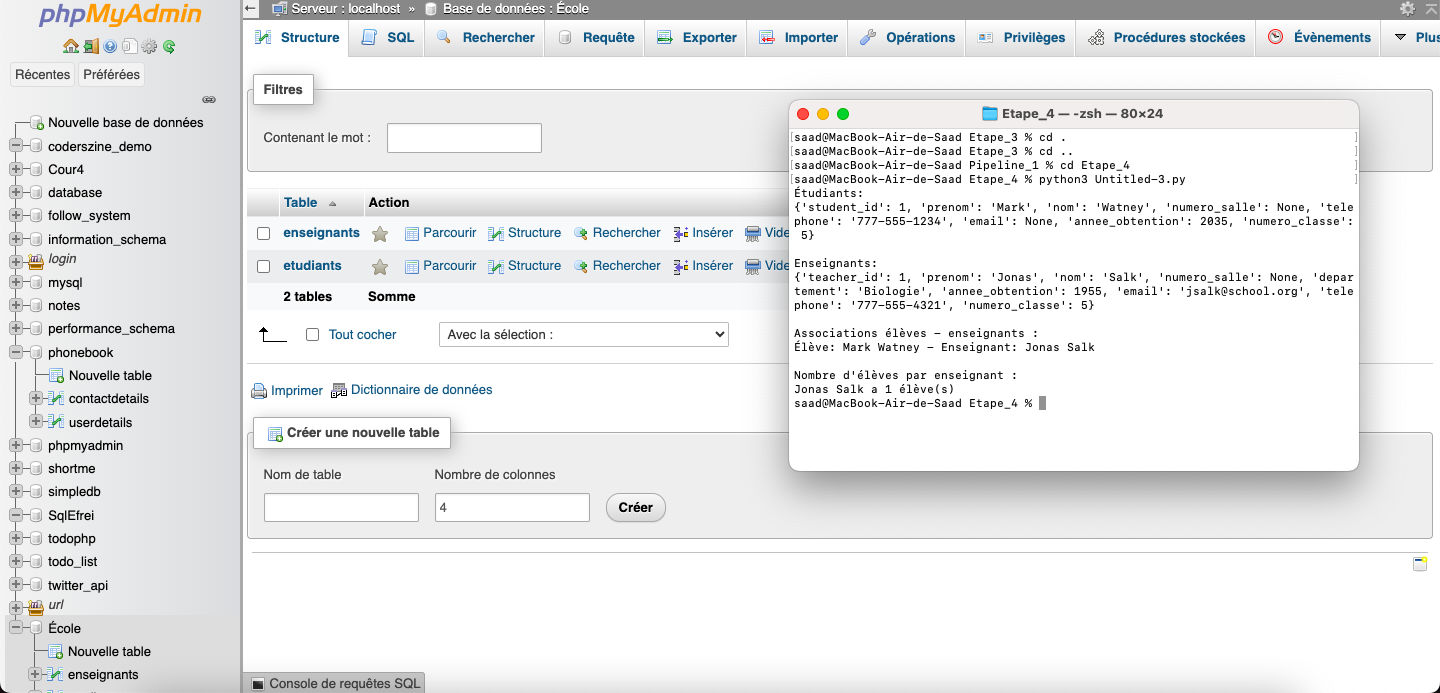 phpMyAdmin
Récentes
Préférées
Nouvelle base de données
coderszine_demo
Cour4
database
follow_system
information_schema
login
mysql
notes
performance_schema
phonebook
Nouvelle table
contactdetails
userdetails
phpmyadmin
shortme
simpledb
SqlEfrei
todophp
todo_list
twitter_api
url
École
Nouvelle table
enseignants
Serveur : localhost » Base de données : École
Structure
SQL
Rechercher
Requête
Exporter
Importer
Opérations
Privilèges
Procédures stockées
Évènements
Plus
Filtres
Contenant le mot :
Table Action
enseignants Parcourir Structure Rechercher Insérer Vide
etudiants Parcourir Structure Rechercher Insérer Vide
2 tables Somme
Tout cocher
Avec la sélection :
Imprimer Dictionnaire de données
Créer une nouvelle table
Nom de table
Nombre de colonnes
4
Créer
Console de requêtes SQL
Etape_4 — -zsh — 80×24
[saad@MacBook-Air-de-Saad Etape_3 % cd . ]
[saad@MacBook-Air-de-Saad Etape_3 % cd .. ]
[saad@MacBook-Air-de-Saad Pipeline_1 % cd Etape_4 ]
[saad@MacBook-Air-de-Saad Etape_4 % python3 Untitled-3.py ]
Étudiants:
{'student_id': 1, 'prenom': 'Mark', 'nom': 'Watney', 'numero_salle': None, 'tele
phone': '777-555-1234', 'email': None, 'annee_obtention': 2035, 'numero_classe':
5}
Enseignants:
{'teacher_id': 1, 'prenom': 'Jonas', 'nom': 'Salk', 'numero_salle': None, 'depar
tement': 'Biologie', 'annee_obtention': 1955, 'email': 'jsalk@school.org', 'tele
phone': '777-555-4321', 'numero_classe': 5}
Associations élèves - enseignants :
Élève: Mark Watney - Enseignant: Jonas Salk
Nombre d'élèves par enseignant :
Jonas Salk a 1 élève(s)
saad@MacBook-Air-de-Saad Etape_4 %